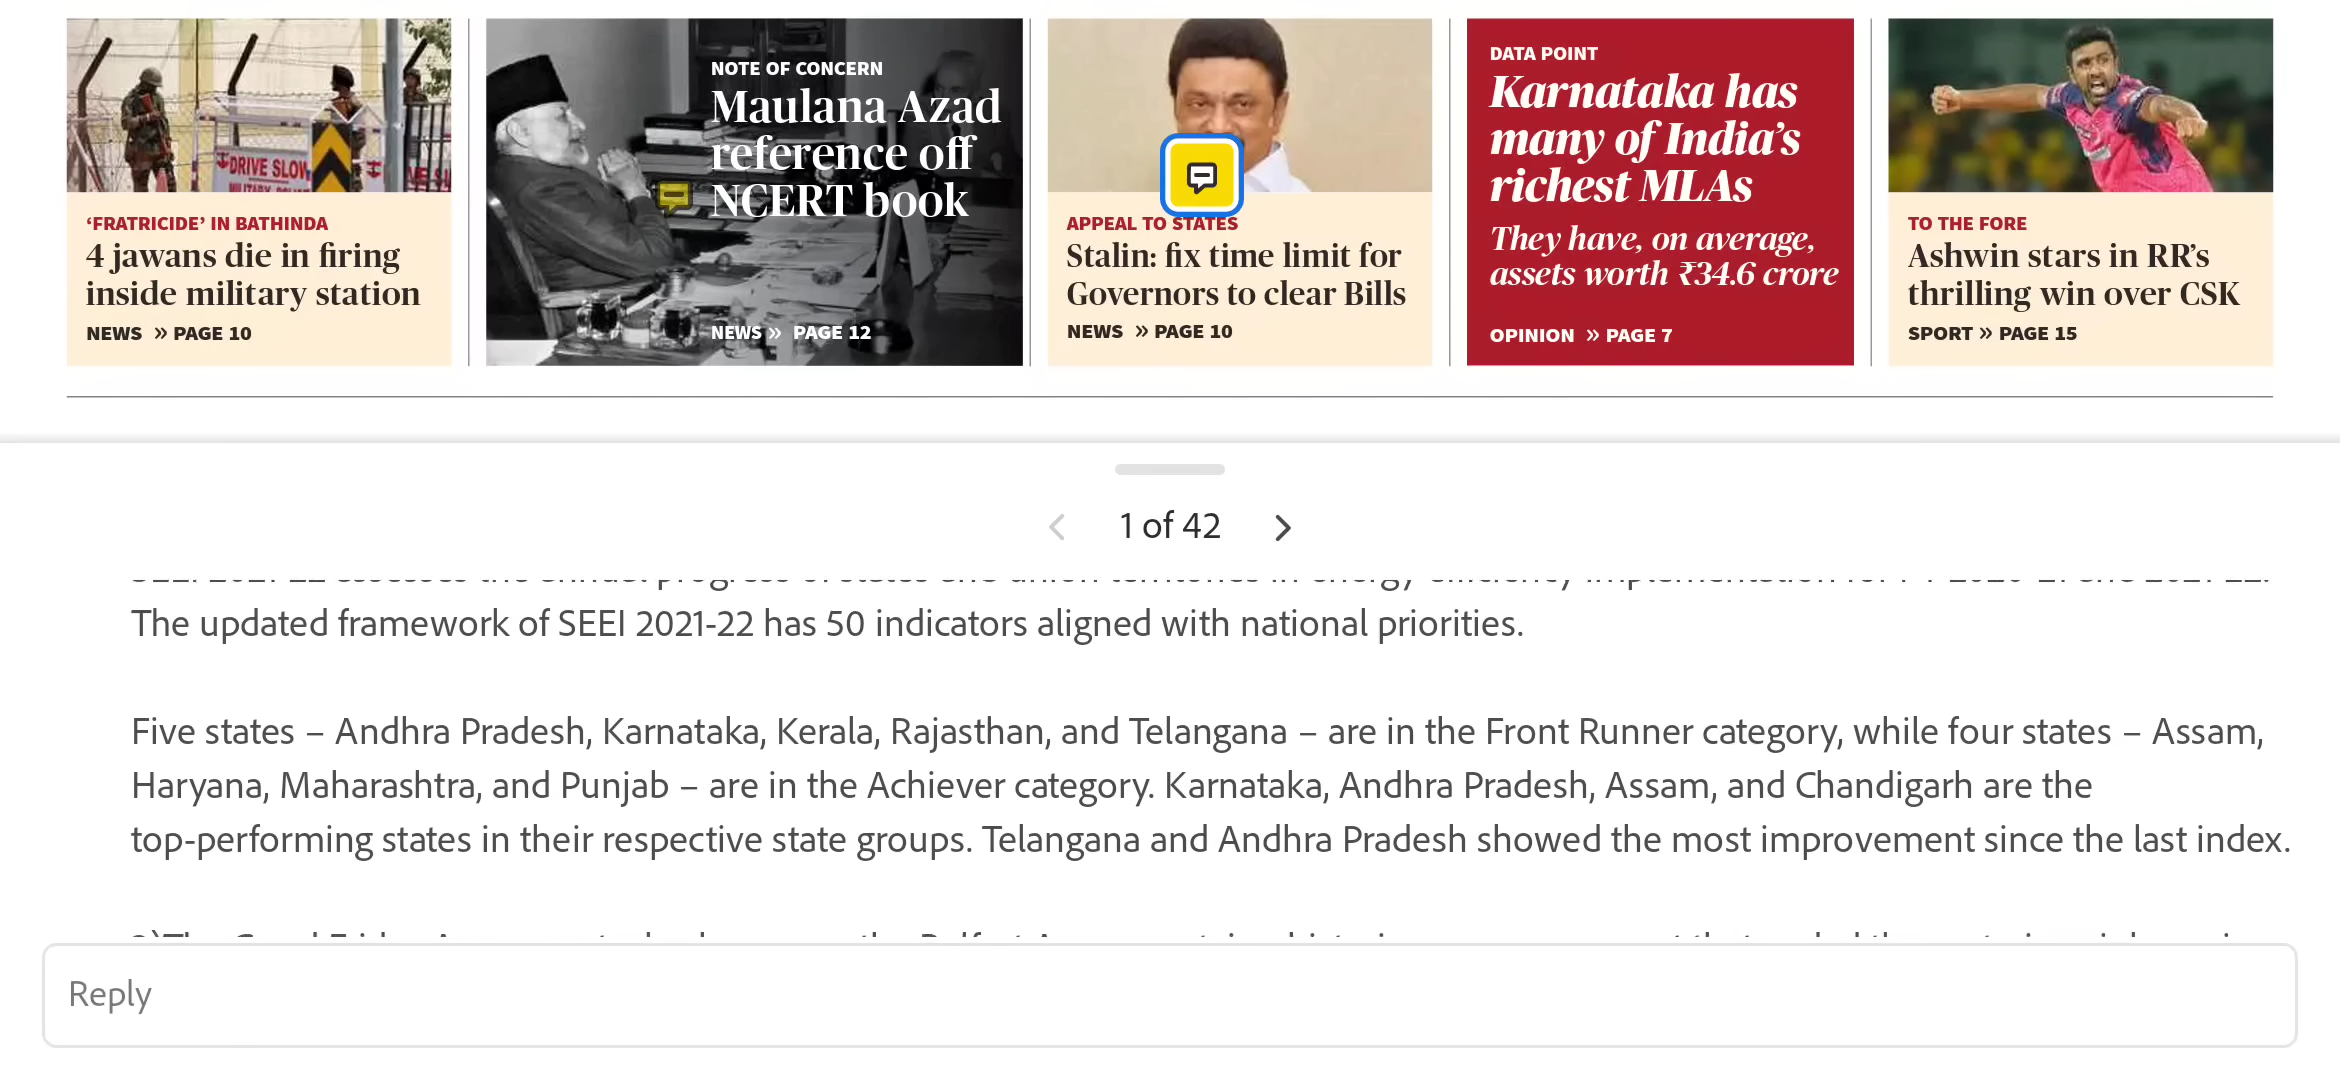 DRIVE SLOW
‘FRATRICIDE’ IN BATHINDA
4 jawans die in firing
inside military station
NEWS » PAGE 10
NOTE OF CONCERN
Maulana Azad
reference off
NCERT book
NEWS » PAGE 12
APPEAL TO STATES
Stalin: fix time limit for
Governors to clear Bills
NEWS » PAGE 10
DATA POINT
Karnataka has
many of India’s
richest MLAs
They have, on average,
assets worth ₹34.6 crore
OPINION » PAGE 7
TO THE FORE
Ashwin stars in RR’s
thrilling win over CSK
SPORT » PAGE 15
1 of 42
The updated framework of SEEI 2021-22 has 50 indicators aligned with national priorities.
Five states – Andhra Pradesh, Karnataka, Kerala, Rajasthan, and Telangana – are in the Front Runner category, while four states – Assam,
Haryana, Maharashtra, and Punjab – are in the Achiever category. Karnataka, Andhra Pradesh, Assam, and Chandigarh are the
top-performing states in their respective state groups. Telangana and Andhra Pradesh showed the most improvement since the last index.
Reply